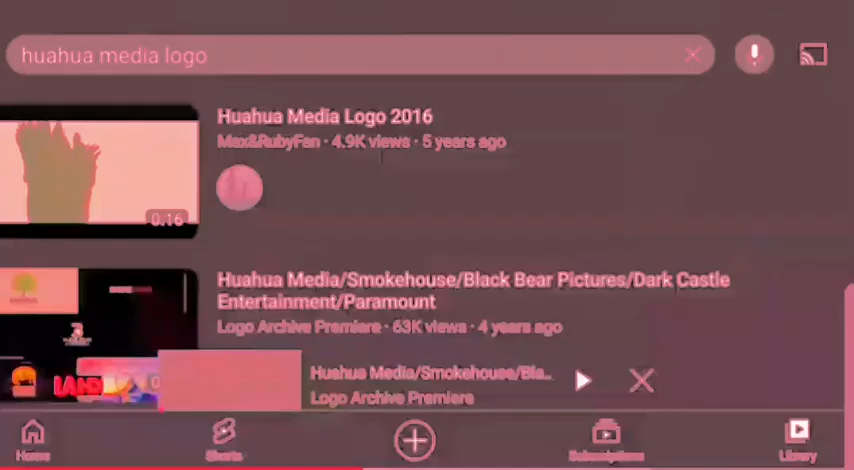 huahua media logo
Huahua Media Logo 2016
Max&RubyFan · 4.9K views · 5 years ago
0:16
Huahua Media/Smokehouse/Black Bear Pictures/Dark Castle
Entertainment/Paramount
Logo Archive Premiere · 63K views · 4 years ago
Huahua Media/Smokehouse/Bla...
Logo Archive Premiere
Home
Shorts
Subscriptions
Library